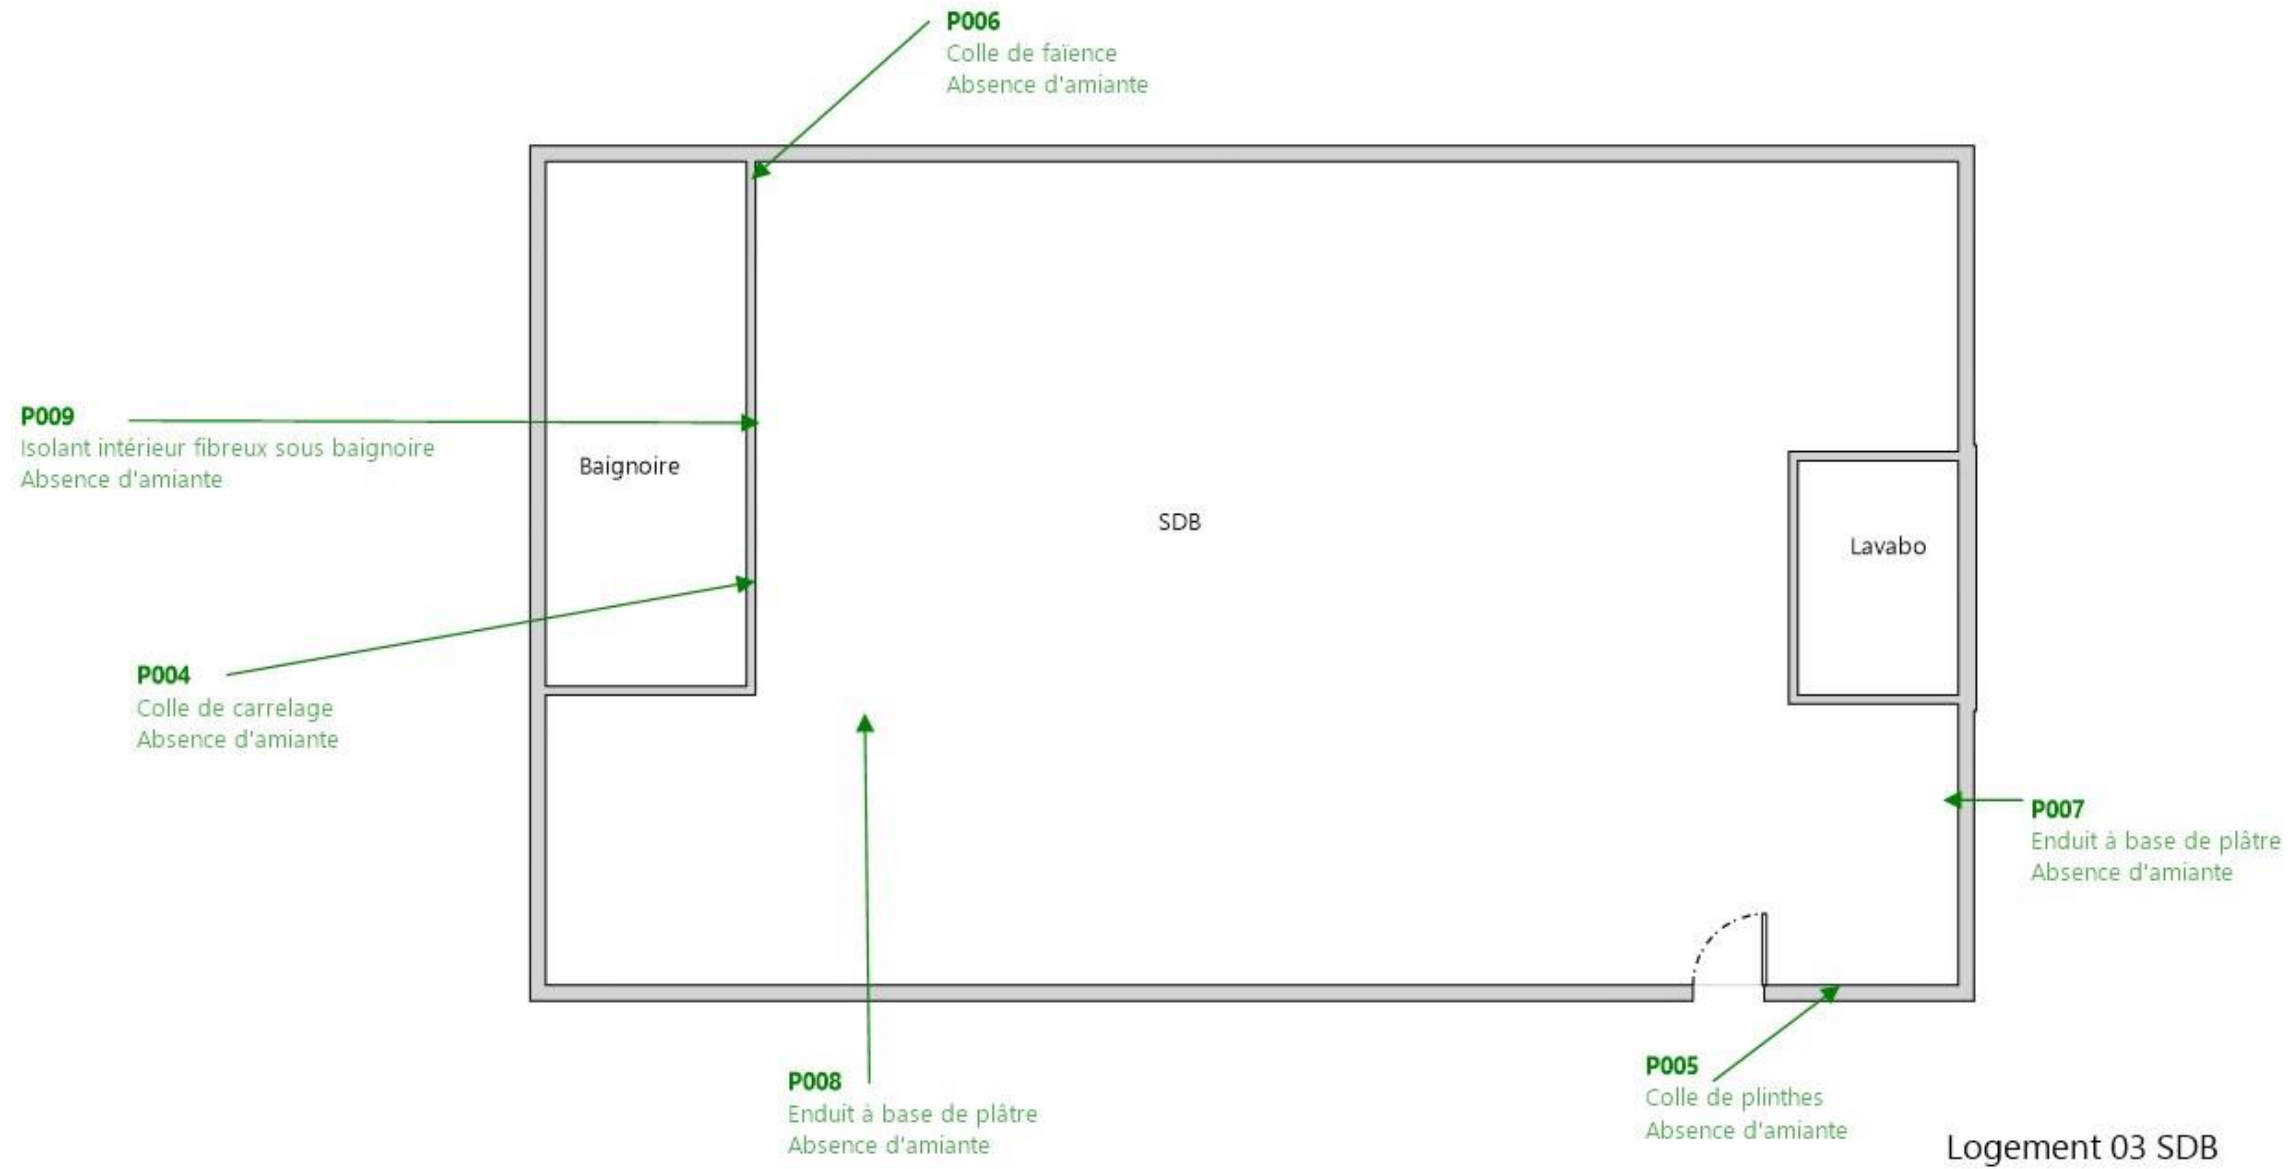 P006
Colle de faïence
Absence d'amiante
P009
Isolant intérieur fibreux sous baignoire
Absence d'amiante
Baignoire
SDB
Lavabo
P004
Colle de carrelage
Absence d'amiante
P007
Enduit à base de plâtre
Absence d'amiante
P008
Enduit à base de plâtre
Absence d'amiante
P005
Colle de plinthes
Absence d'amiante
Logement 03 SDB